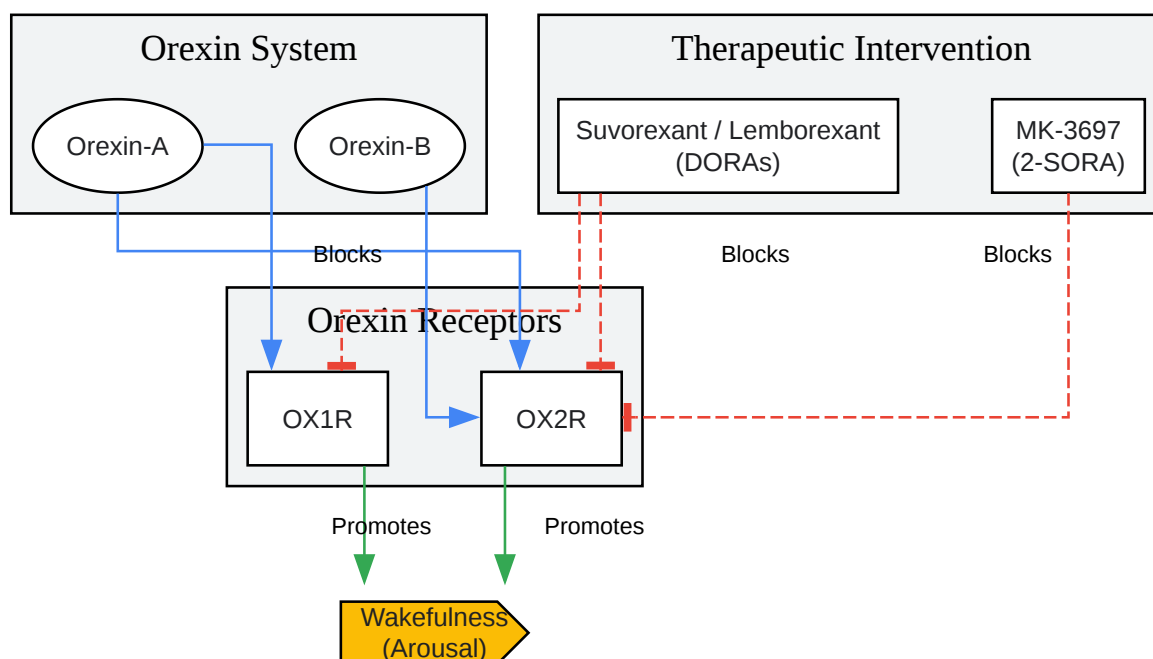 Orexin System
Therapeutic Intervention
Orexin-A
Orexin-B
Suvorexant / Lemborexant
(DORAs)
MK-3697
(2-SORA)
Blocks
Blocks
Blocks
Orexin Receptors
OX1R
OX2R
Promotes
Promotes
Wakefulness
(Arousal)